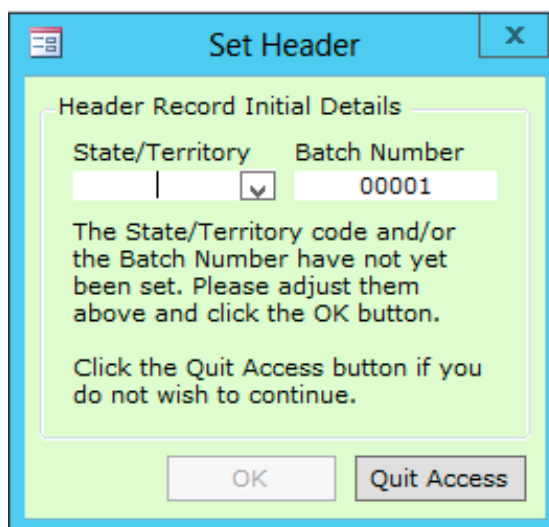 Set Header
x
Header Record Initial Details
State/Territory Batch Number
00001
The State/Territory code and/or
the Batch Number have not yet
been set. Please adjust them
above and click the OK button.
Click the Quit Access button if you
do not wish to continue.
OK Quit Access